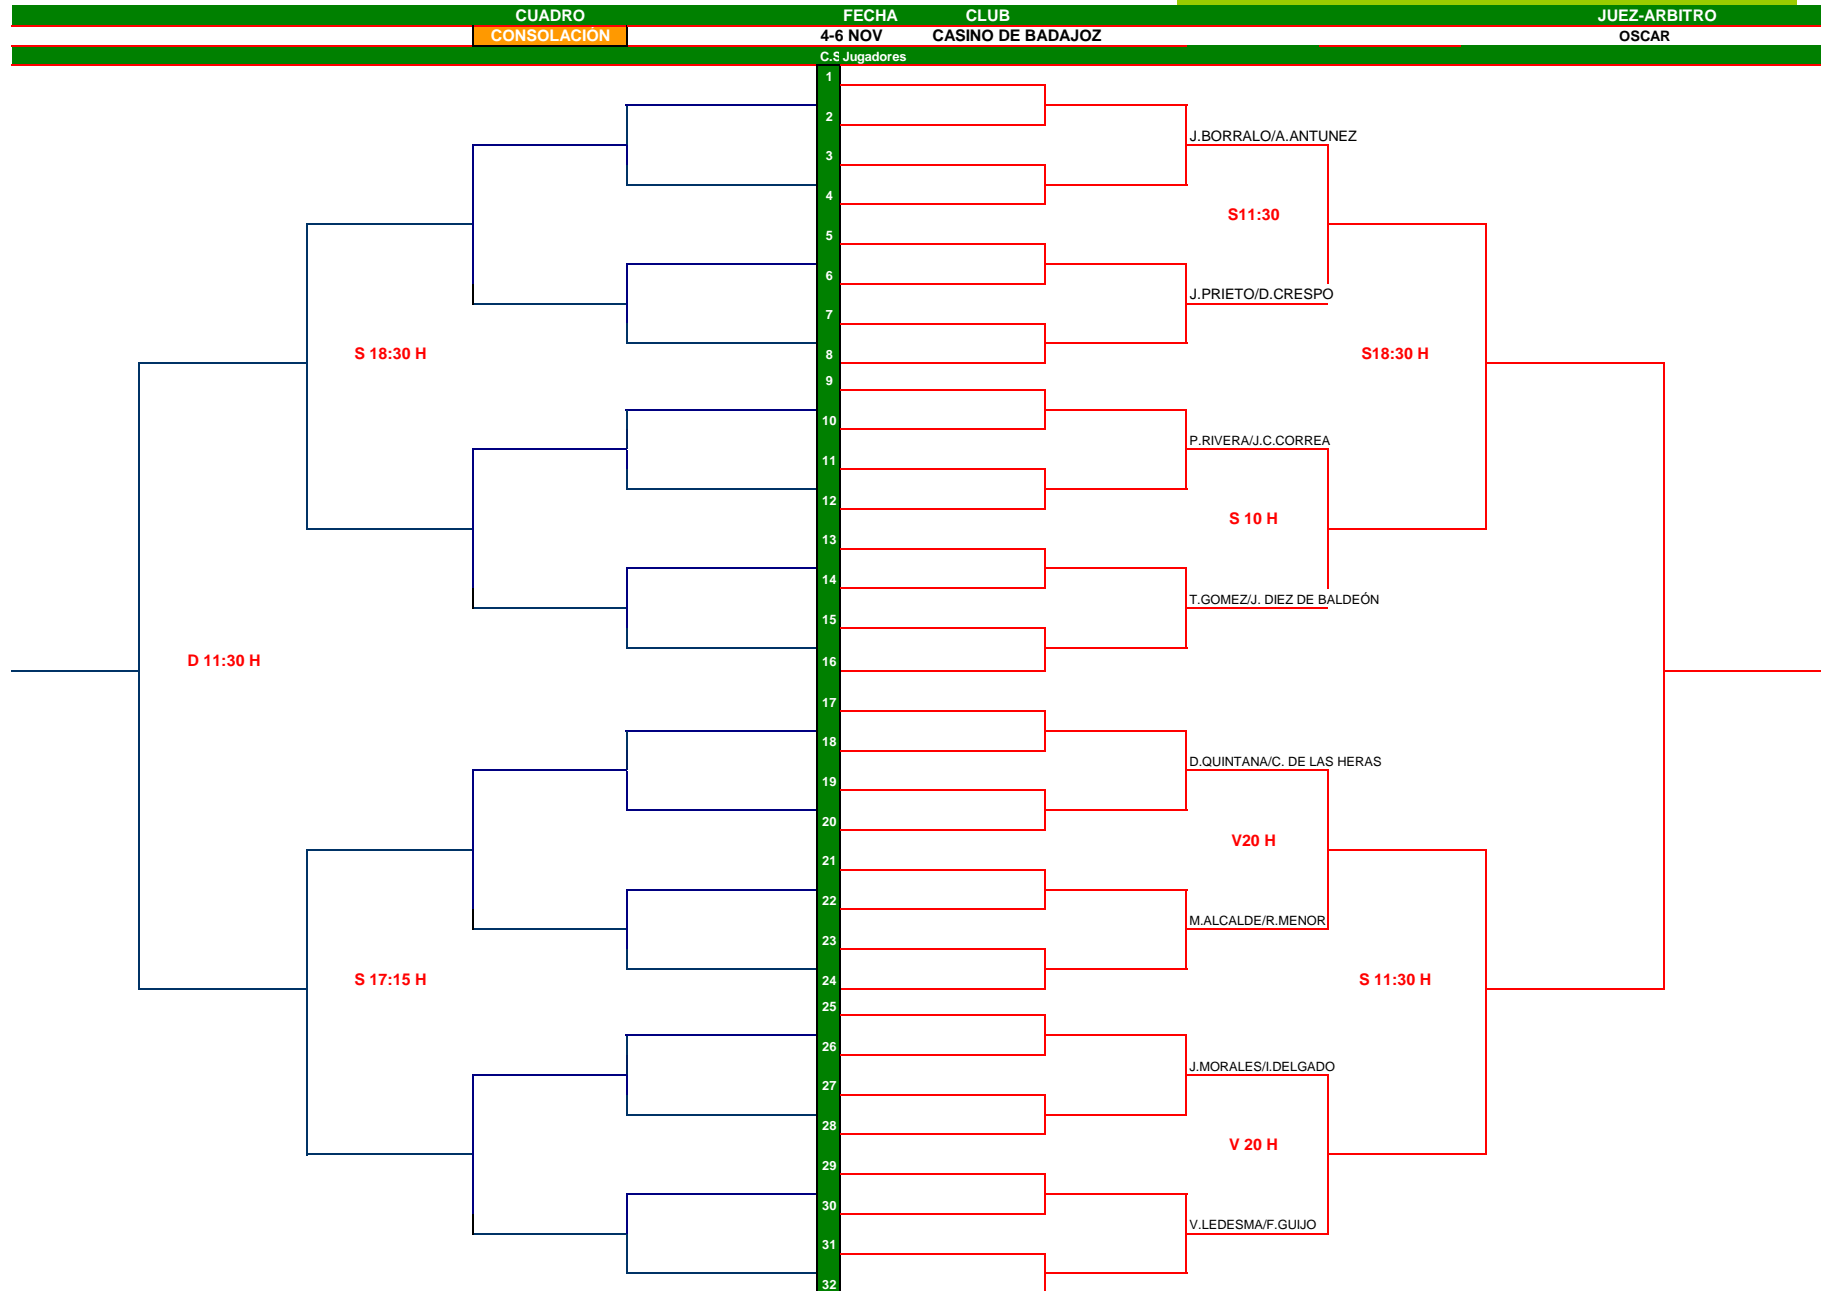 CUADRO FECHA CLUB JUEZ-ARBITRO
CONSOLACIÓN 4-6 NOV CASINO DE BADAJOZ OSCAR
C.S Jugadores
1
2
J.BORRALO/A.ANTUNEZ
3
4
S11:30
5
6
J.PRIETO/D.CRESPO
7
S 18:30 H 8 S18:30 H
9
10
P.RIVERA/J.C.CORREA
11
12
S 10 H
13
14
T.GOMEZ/J. DIEZ DE BALDEÓN
15
D 11:30 H 16
17
18
D.QUINTANA/C. DE LAS HERAS
19
20
V20 H
21
22
M.ALCALDE/R.MENOR
23
S 17:15 H 24 S 11:30 H
25
26
J.MORALES/I.DELGADO
27
28
V 20 H
29
30
V.LEDESMA/F.GUIJO
31
32